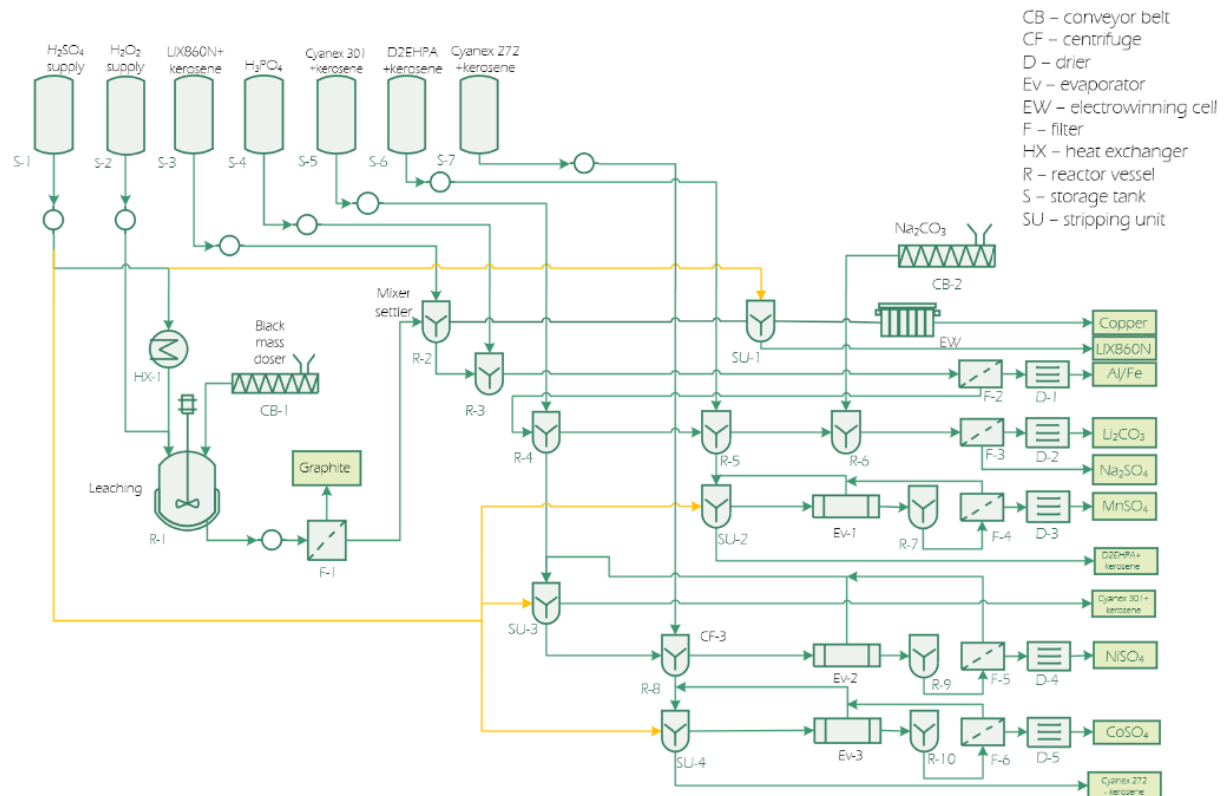 CB – conveyor belt
CF – centrifuge
D – drier
Ev – evaporator
EW – electrowinning cell
F – filter
HX – heat exchanger
R – reactor vessel
S – storage tank
SU – stripping unit
H₂SO₄
supply
H₂O₂
supply
LIX860N+
kerosene
H₃PO₄
Cyanex 301
+kerosene
D2EHPA
+kerosene
Cyanex 272
+kerosene
S-1
S-2
S-3
S-4
S-5
S-6
S-7
Na₂CO₃
CB-2
Mixer
settler
Black
mass
doser
HX-1
CB-1
R-2
R-3
SU-1
EW
Copper
LIX860N
Al/Fe
F-2
D-1
R-4
R-5
R-6
F-3
D-2
Li₂CO₃
Na₂SO₄
Graphite
Leaching
R-1
F-1
SU-2
Ev-1
R-7
F-4
D-3
MnSO₄
D2EHPA+
kerosene
Cyanex 301+
kerosene
SU-3
CF-3
R-8
Ev-2
R-9
F-5
D-4
NiSO₄
SU-4
Ev-3
R-10
F-6
D-5
CoSO₄
Cyanex 272
- kerosene